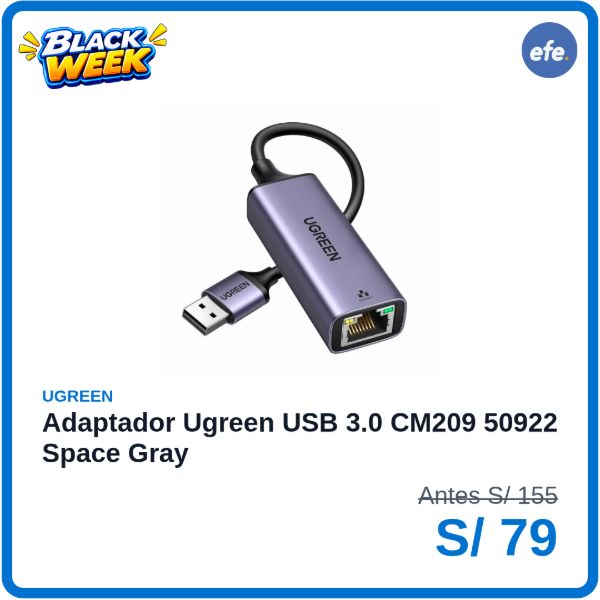 BLACK
WEEK
efe.
UGREEN
UGREEN
UGREEN
Adaptador Ugreen USB 3.0 CM209 50922
Space Gray
Antes S/ 155
S/ 79